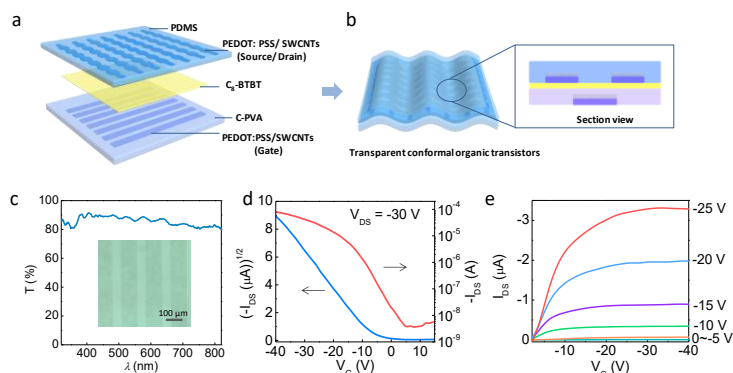 a
PDMS
PEDOT: PSS/ SWCNTs
(Source/ Drain)
C8-BTBT
C-PVA
PEDOT:PSS/SWCNTs
(Gate)
b
Section view
Transparent conformal organic transistors
c
T (%)
100
80
60
40
20
0
100 μm
400 500 600 700 800
λ (nm)
d
(-IDS (μA))1/2
10
8
6
4
2
0
VDS = -30 V
10-4
10-5
10-6
10-7
10-8
10-9
-IDS (A)
-40 -30 -20 -10 0 10
(V)
e
IDS (μA)
-3
-2
-1
0
-25 V
-20 V
-15 V
-10 V
0~-5 V
-10 -20 -30 -40
(V)